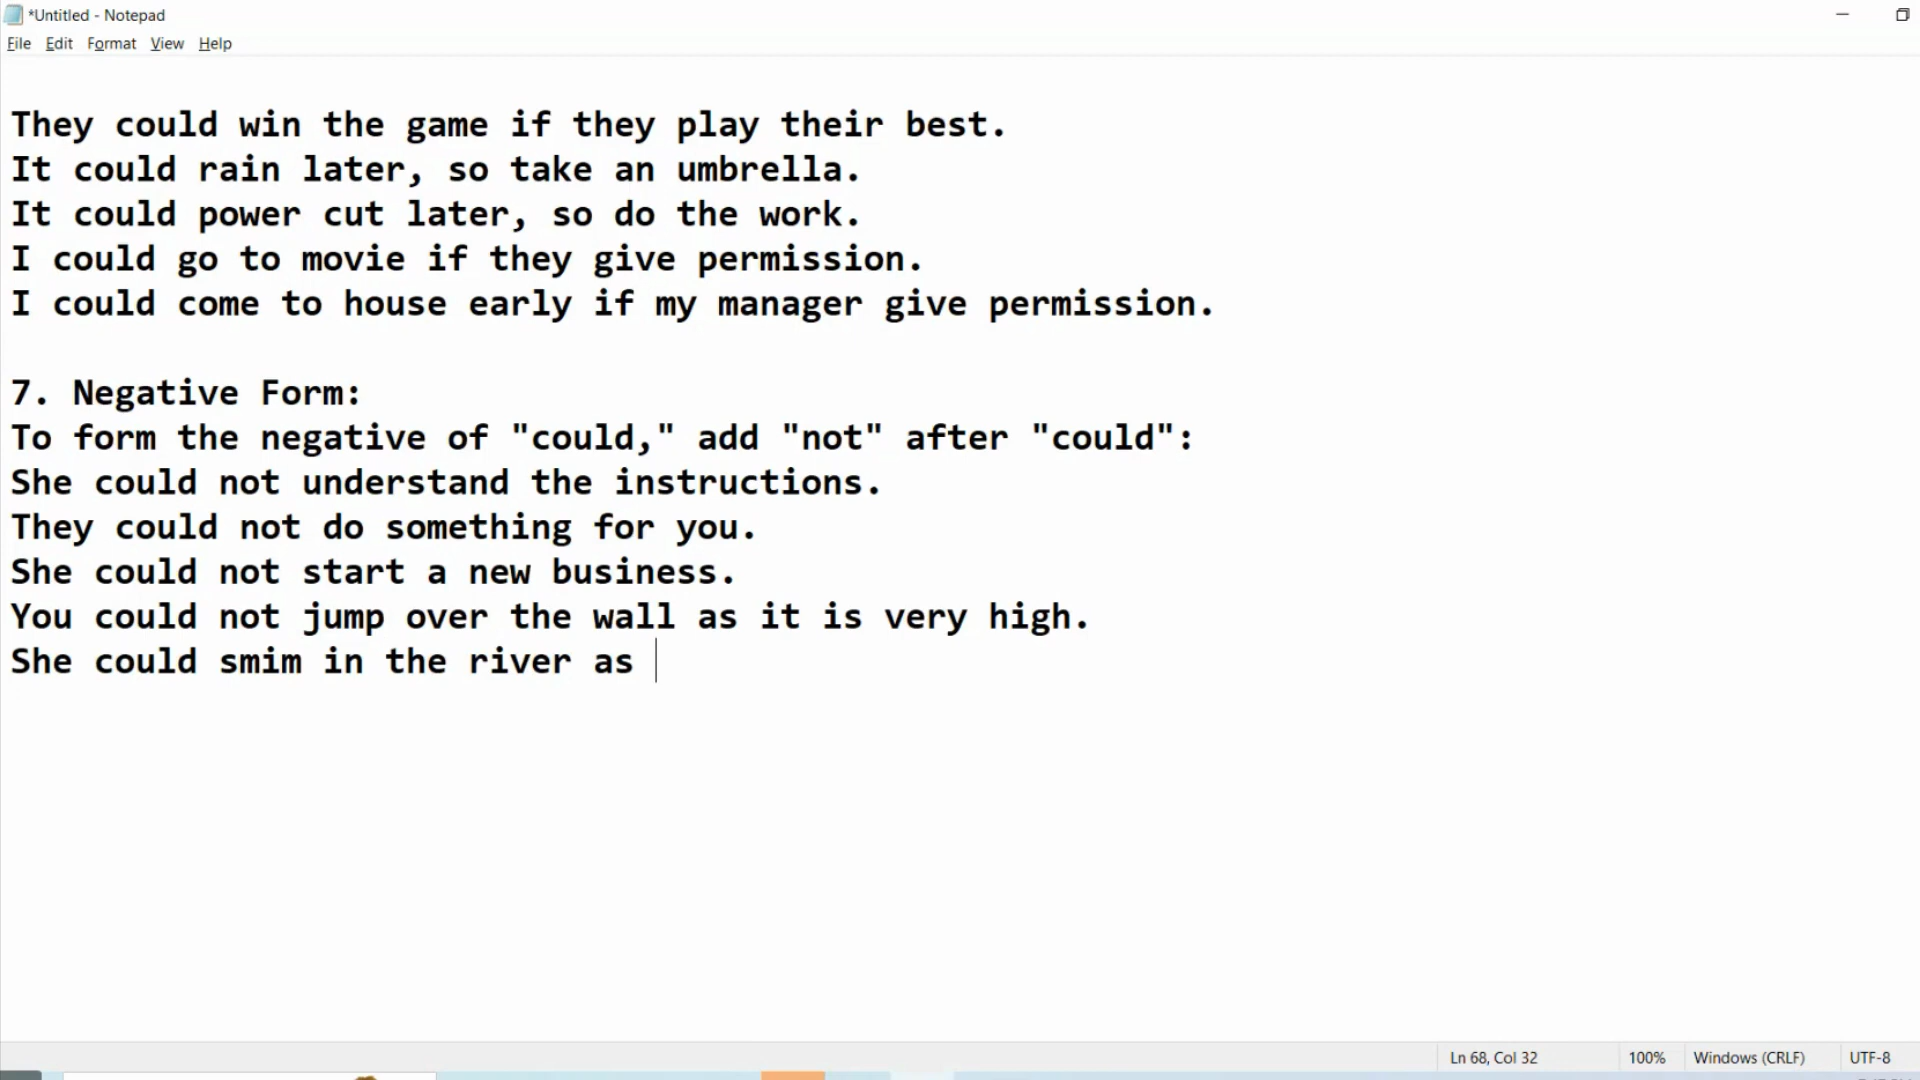 *Untitled - Notepad
File Edit Format View Help
They could win the game if they play their best.
It could rain later, so take an umbrella.
It could power cut later, so do the work.
I could go to movie if they give permission.
I could come to house early if my manager give permission.
7. Negative Form:
To form the negative of "could," add "not" after "could":
She could not understand the instructions.
They could not do something for you.
She could not start a new business.
You could not jump over the wall as it is very high.
She could smim in the river as
Ln 68, Col 32 100% Windows (CRLF) UTF-8